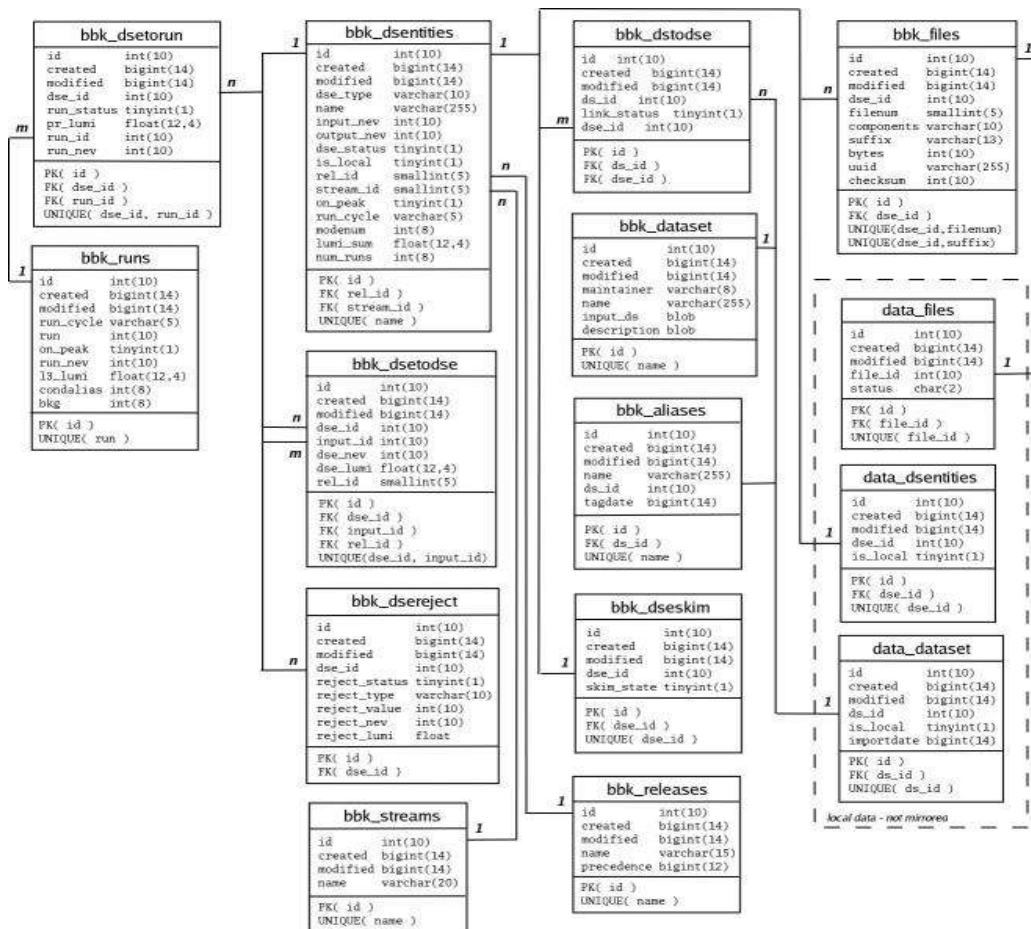 bbk_dsetorun
id int(10)
created bigint(14)
modified bigint(14)
dse_id int(10)
run_status tinyint(1)
pr_lumi float(12,4)
run_id int(10)
run_nev int(10)
PK( id )
FK( dse_id )
FK( run_id )
UNIQUE( dse_id, run_id )
m
n
1
bbk_runs
id int(10)
created bigint(14)
modified bigint(14)
run_cycle varchar(5)
run int(10)
on_peak tinyint(1)
run_nev int(10)
l3_lumi float(12,4)
condalias int(8)
bkg int(8)
PK( id )
UNIQUE( run )
1
bbk_dsentities
id int(10)
created bigint(14)
modified bigint(14)
dse_type varchar(10)
name varchar(255)
input_nev int(10)
output_nev int(10)
dse_status tinyint(1)
is_local tinyint(1)
rel_id smallint(5)
stream_id smallint(5)
on_peak tinyint(1)
run_cycle varchar(5)
modenum int(8)
lumi_sum float(12,4)
num_runs int(8)
PK( id )
FK( rel_id )
FK( stream_id )
UNIQUE( name )
1
n
n
bbk_dsetodse
id int(10)
created bigint(14)
modified bigint(14)
dse_id int(10)
input_id int(10)
dse_nev int(10)
dse_lumi float(12,4)
rel_id smallint(5)
PK( id )
FK( dse_id )
FK( input_id )
FK( rel_id )
UNIQUE(dse_id, input_id)
n
m
bbk_dsereject
id int(10)
created bigint(14)
modified bigint(14)
dse_id int(10)
reject_status tinyint(1)
reject_type varchar(10)
reject_value int(10)
reject_nev int(10)
reject_lumi float
PK( id )
FK( dse_id )
n
bbk_streams
id int(10)
created bigint(14)
modified bigint(14)
name varchar(20)
PK( id )
UNIQUE( name )
1
bbk_dstodse
id int(10)
created bigint(14)
modified bigint(14)
ds_id int(10)
link_status tinyint(1)
dse_id int(10)
PK( id )
FK( ds_id )
FK( dse_id )
m
n
bbk_dataset
id int(10)
created bigint(14)
modified bigint(14)
maintainer varchar(8)
name varchar(255)
input_ds blob
description blob
PK( id )
UNIQUE( name )
1
bbk_aliases
id int(10)
created bigint(14)
modified bigint(14)
name varchar(255)
ds_id int(10)
tagdate bigint(14)
PK( id )
FK( ds_id )
UNIQUE( name )
1
bbk_dseskim
id int(10)
created bigint(14)
modified bigint(14)
dse_id int(10)
skim_state tinyint(1)
PK( id )
FK( dse_id )
UNIQUE( dse_id )
1
bbk_releases
id int(10)
created bigint(14)
modified bigint(14)
name varchar(15)
precedence bigint(12)
PK( id )
UNIQUE( name )
1
bbk_files
id int(10)
created bigint(14)
modified bigint(14)
dse_id int(10)
filenum smallint(5)
components varchar(10)
suffix varchar(13)
bytes int(10)
uuid varchar(255)
checksum int(10)
PK( id )
FK( dse_id )
UNIQUE(dse_id,filenum)
UNIQUE(dse_id,suffix)
n
1
data_files
id int(10)
created bigint(14)
modified bigint(14)
file_id int(10)
status char(2)
PK( id )
FK( file_id )
UNIQUE( file_id )
1
data_dsentities
id int(10)
created bigint(14)
modified bigint(14)
dse_id int(10)
is_local tinyint(1)
PK( id )
FK( dse_id )
UNIQUE( dse_id )
1
data_dataset
id int(10)
created bigint(14)
modified bigint(14)
ds_id int(10)
is_local tinyint(1)
importdate bigint(14)
PK( id )
FK( ds_id )
UNIQUE( ds_id )
1
local data - not mirrored